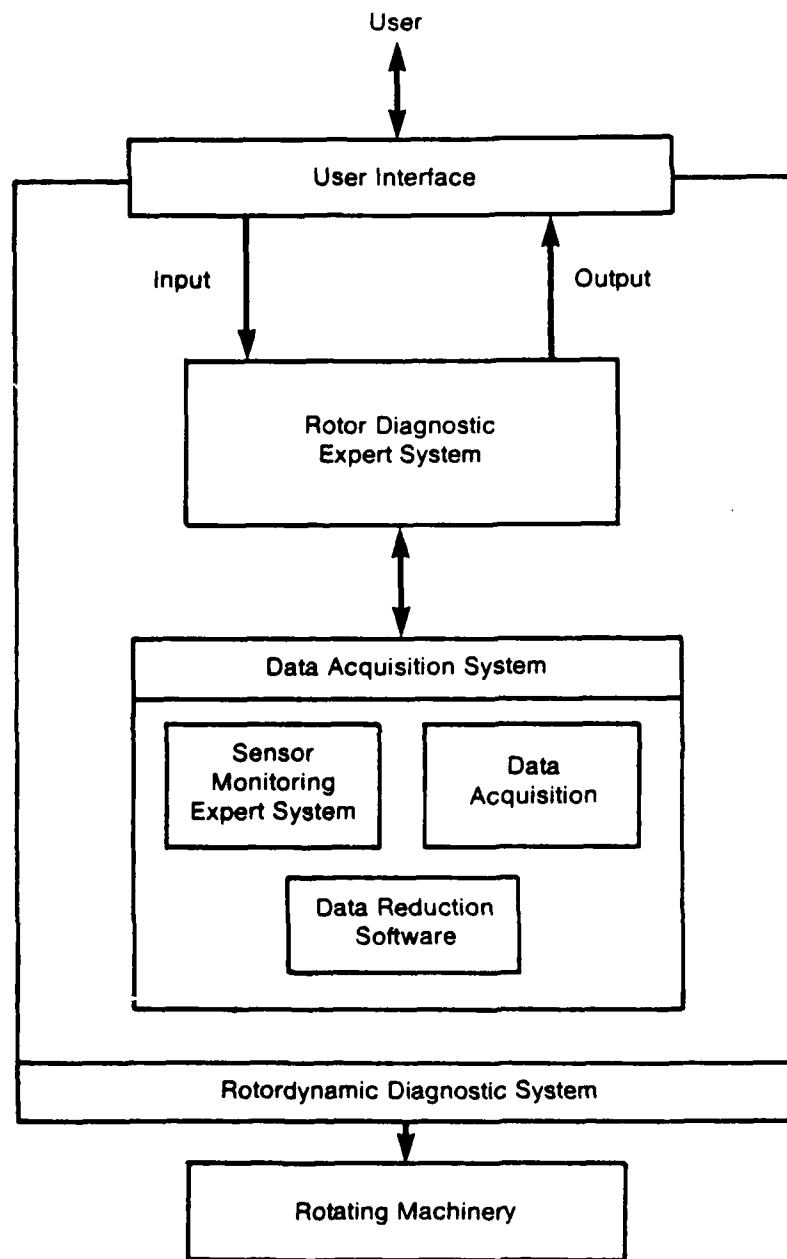 User
User Interface
Input
Output
Rotor Diagnostic
Expert System
Data Acquisition System
Sensor
Monitoring
Expert System
Data
Acquisition
Data Reduction
Software
Rotordynamic Diagnostic System
Rotating Machinery